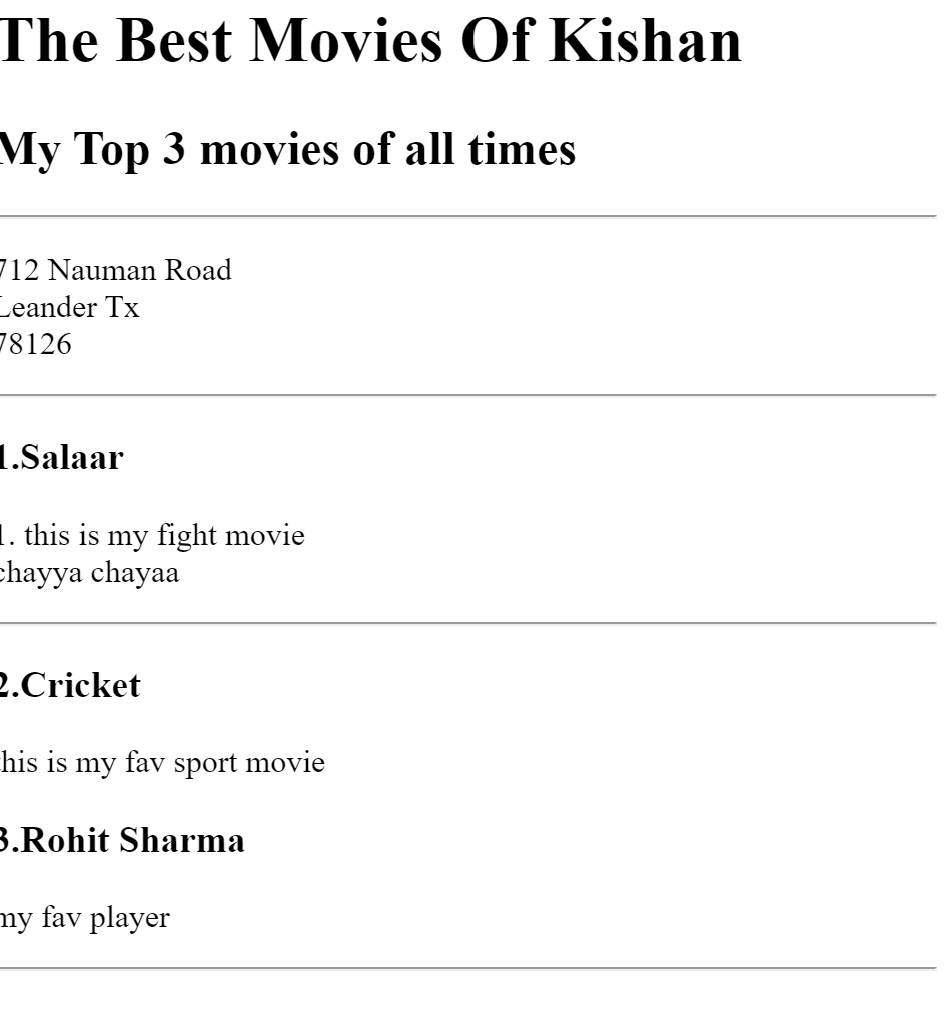 The Best Movies Of Kishan
My Top 3 movies of all times
712 Nauman Road
Leander Tx
78126
1.Salaar
1. this is my fight movie
chayya chayaa
2.Cricket
this is my fav sport movie
3.Rohit Sharma
my fav player